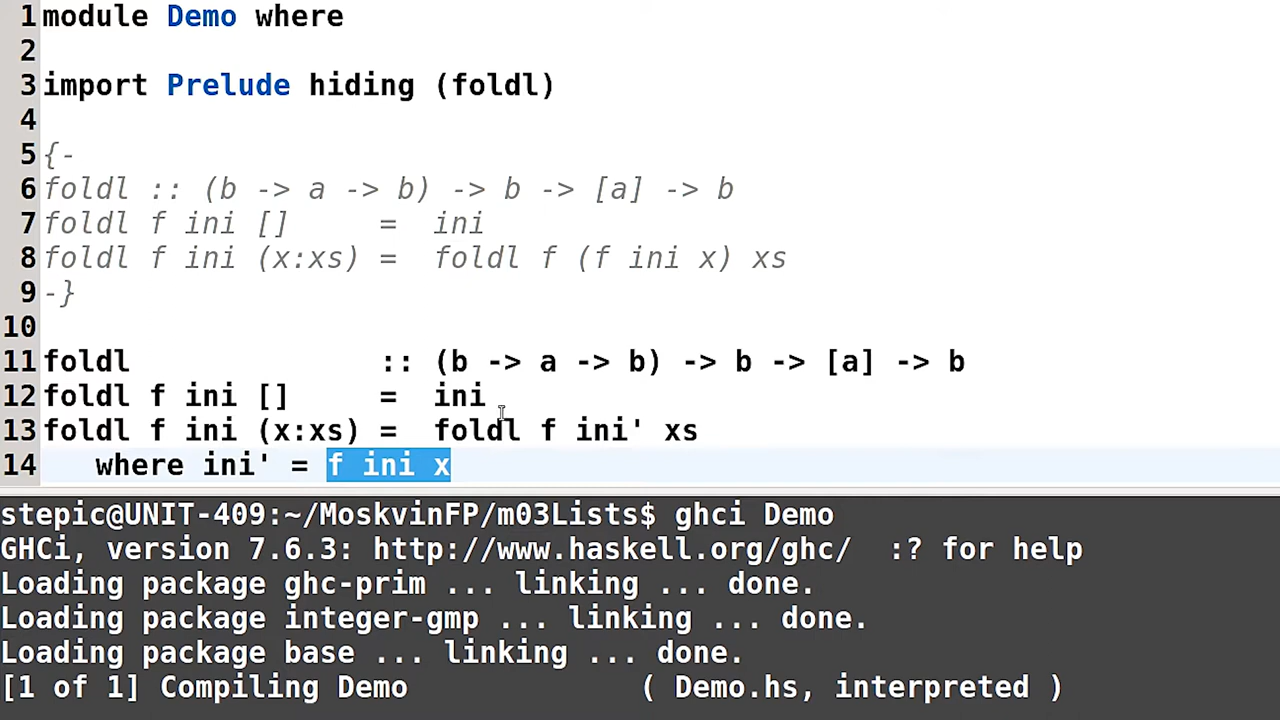 1 module Demo where
2
3 import Prelude hiding (foldl)
4
5 {-
6 foldl :: (b -> a -> b) -> b -> [a] -> b
7 foldl f ini []     =  ini
8 foldl f ini (x:xs) =  foldl f (f ini x) xs
9 -}
10
11 foldl              :: (b -> a -> b) -> b -> [a] -> b
12 foldl f ini []     =  ini
13 foldl f ini (x:xs) =  foldl f ini' xs
14    where ini' = f ini x
stepic@UNIT-409:~/MoskvinFP/m03Lists$ ghci Demo
GHCi, version 7.6.3: http://www.haskell.org/ghc/  :? for help
Loading package ghc-prim ... linking ... done.
Loading package integer-gmp ... linking ... done.
Loading package base ... linking ... done.
[1 of 1] Compiling Demo             ( Demo.hs, interpreted )